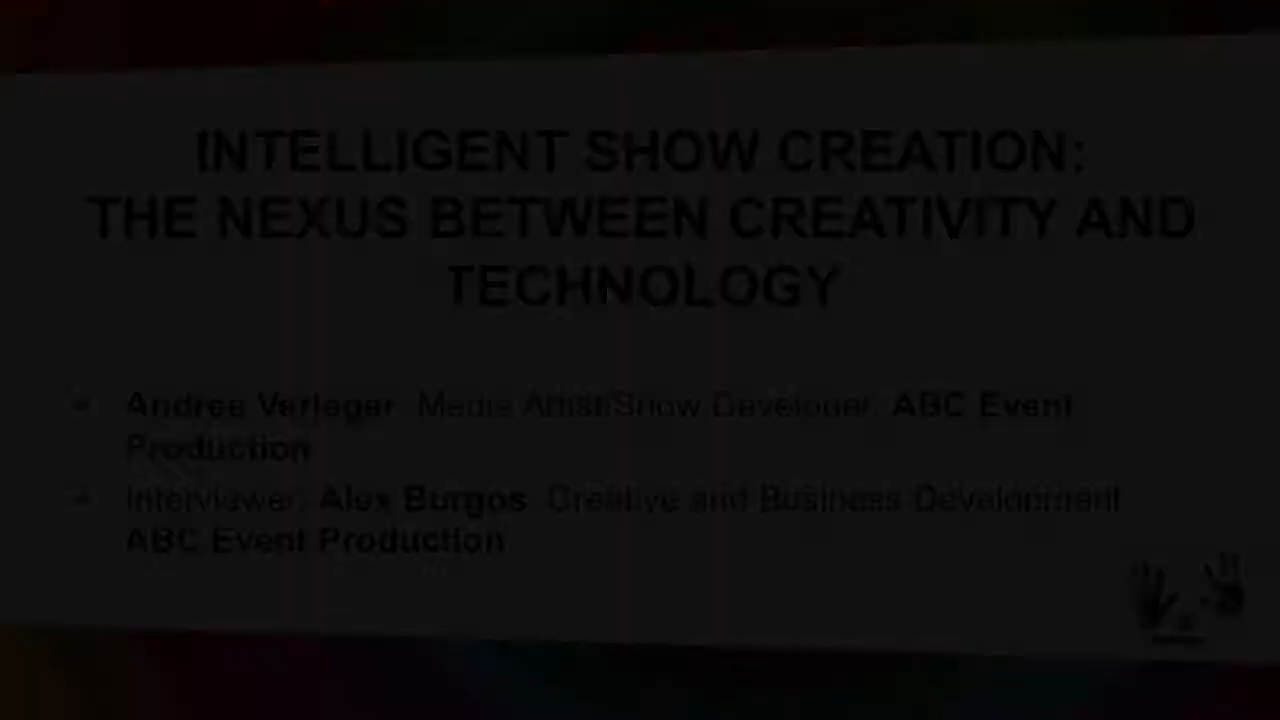 INTELLIGENT SHOW CREATION:
THE NEXUS BETWEEN CREATIVITY AND
TECHNOLOGY
Andree Verleger, Media Artist/Show Developer, ABC Event
Production
Interviewer: Alex Burgos, Creative and Business Development
ABC Event Production